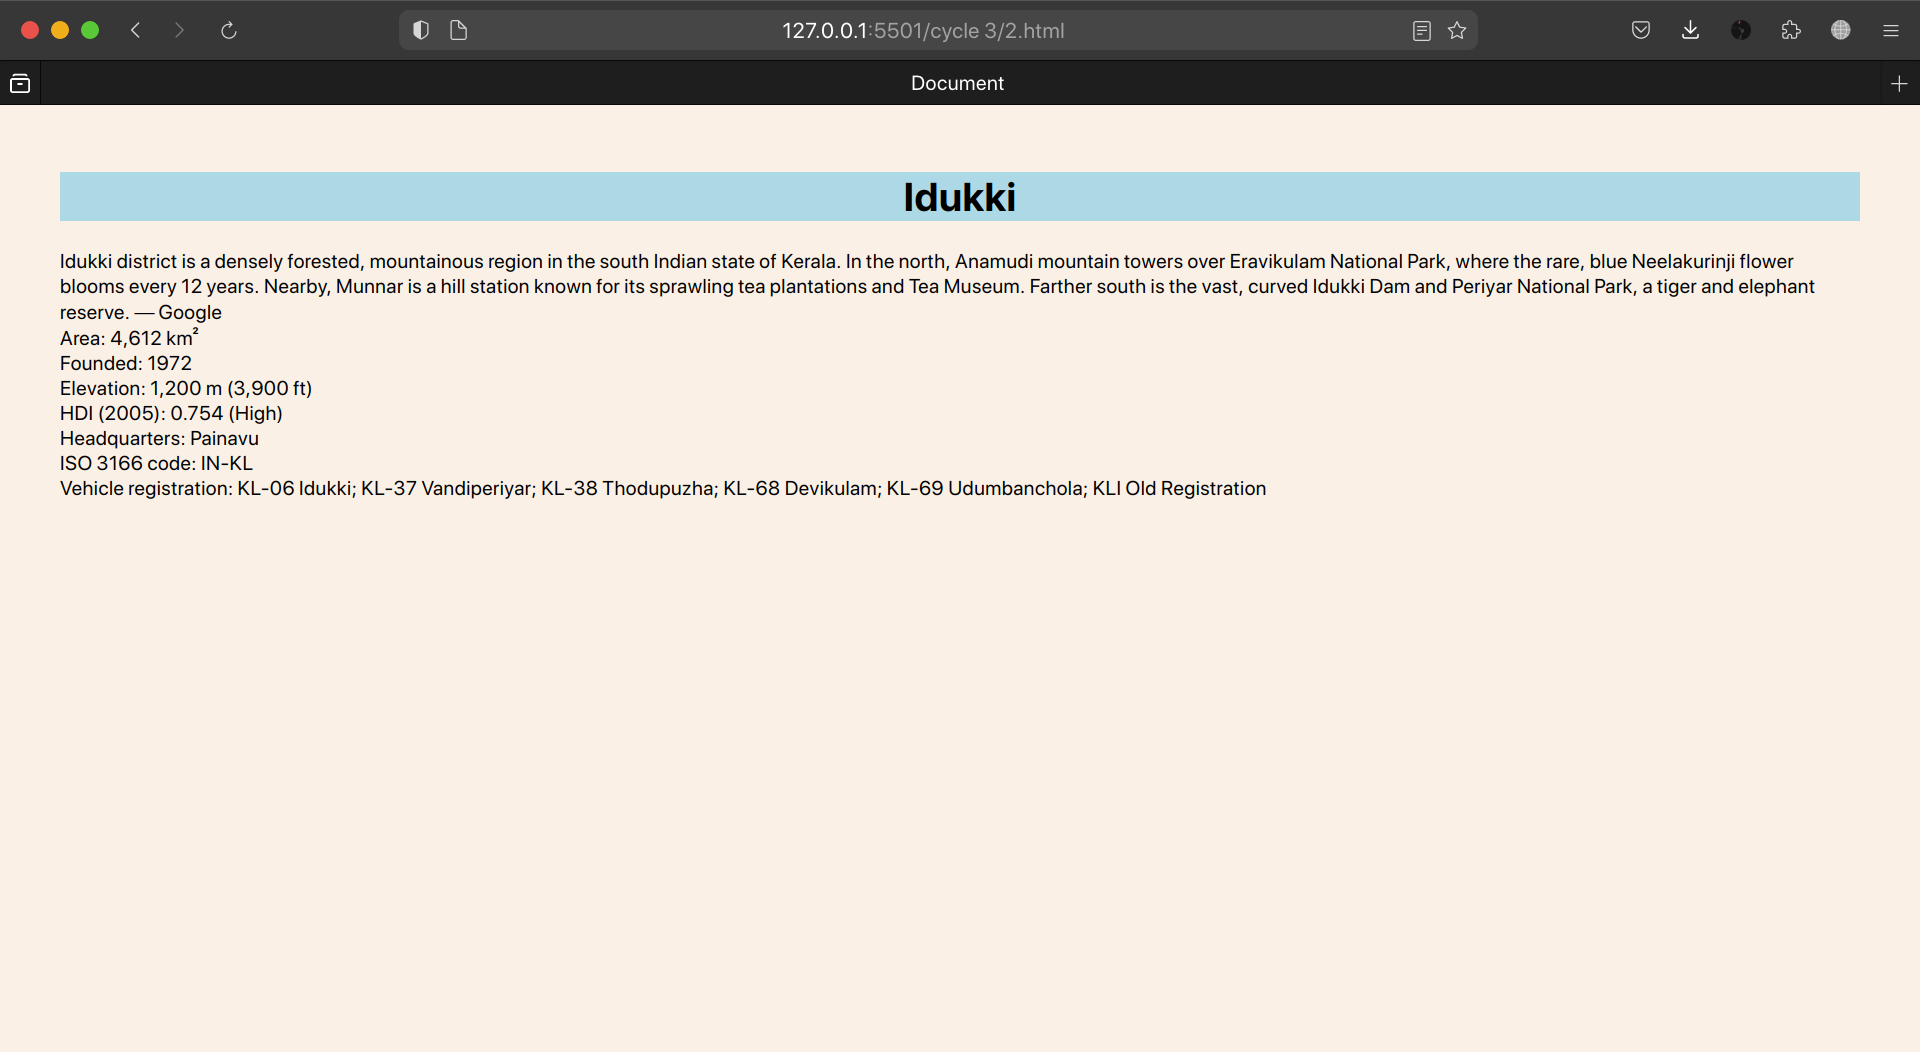 127.0.0.1:5501/cycle 3/2.html
Document
Idukki
Idukki district is a densely forested, mountainous region in the south Indian state of Kerala. In the north, Anamudi mountain towers over Eravikulam National Park, where the rare, blue Neelakurinji flower
blooms every 12 years. Nearby, Munnar is a hill station known for its sprawling tea plantations and Tea Museum. Farther south is the vast, curved Idukki Dam and Periyar National Park, a tiger and elephant
reserve. — Google
Area: 4,612 km²
Founded: 1972
Elevation: 1,200 m (3,900 ft)
HDI (2005): 0.754 (High)
Headquarters: Painavu
ISO 3166 code: IN-KL
Vehicle registration: KL-06 Idukki; KL-37 Vandiperiyar; KL-38 Thodupuzha; KL-68 Devikulam; KL-69 Udumbanchola; KLI Old Registration